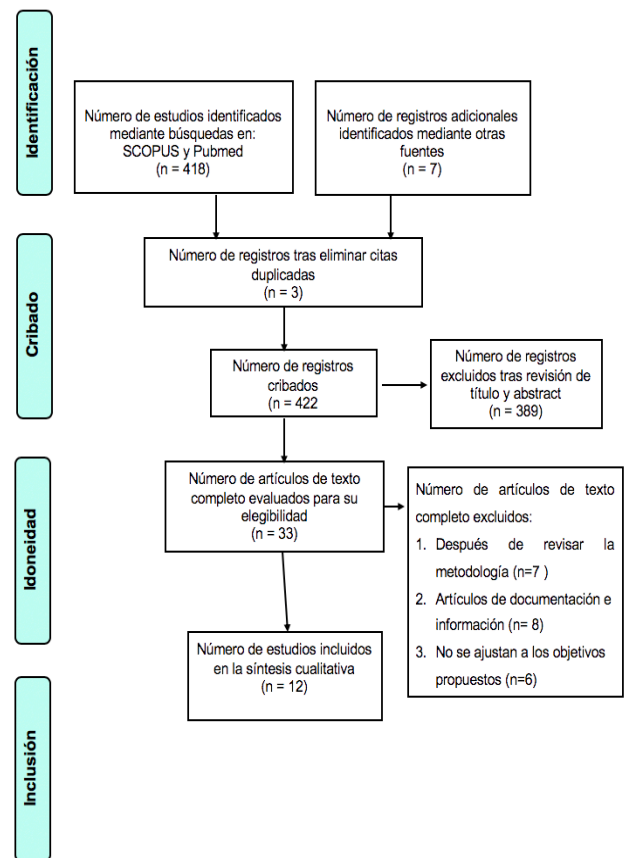 Identificación
Número de estudios identificados
mediante búsquedas en:
SCOPUS y Pubmed
(n = 418)
Número de registros adicionales
identificados mediante otras
fuentes
(n = 7)
Cribado
Número de registros tras eliminar citas
duplicadas
(n = 3)
Número de registros
cribados
(n = 422
Número de registros
excluidos tras revisión de
título y abstract
(n = 389)
Idoneidad
Número de artículos de texto
completo evaluados para su
elegibilidad
(n = 33)
Número de artículos de texto
completo excluidos:
1. Después de revisar la
metodología (n=7 )
2. Artículos de documentación e
información (n= 8)
3. No se ajustan a los objetivos
propuestos (n=6)
Número de estudios incluidos
en la síntesis cualitativa
(n = 12)
Inclusión